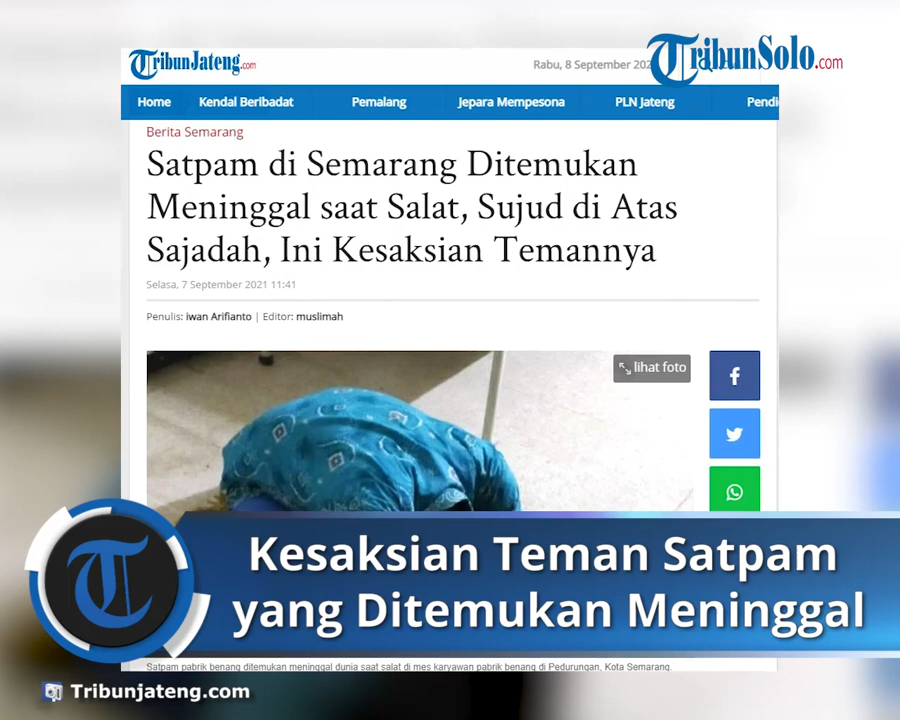 TribunJateng.com
Rabu, 8 September
TribunSolo.com
Home Kendal Beribadat Pemalang Jepara Mempesona PLN Jateng
Berita Semarang
Satpam di Semarang Ditemukan
Meninggal saat Salat, Sujud di Atas
Sajadah, Ini Kesaksian Temannya
Selasa, 7 September 2021 11:41
Penulis: iwan Arifianto | Editor: muslimah
lihat foto
Kesaksian Teman Satpam
yang Ditemukan Meninggal
Satpam pabrik benang ditemukan meninggal dunia saat salat di mes karyawan pabrik benang di Pedurungan, Kota Semarang.
Tribunjateng.com